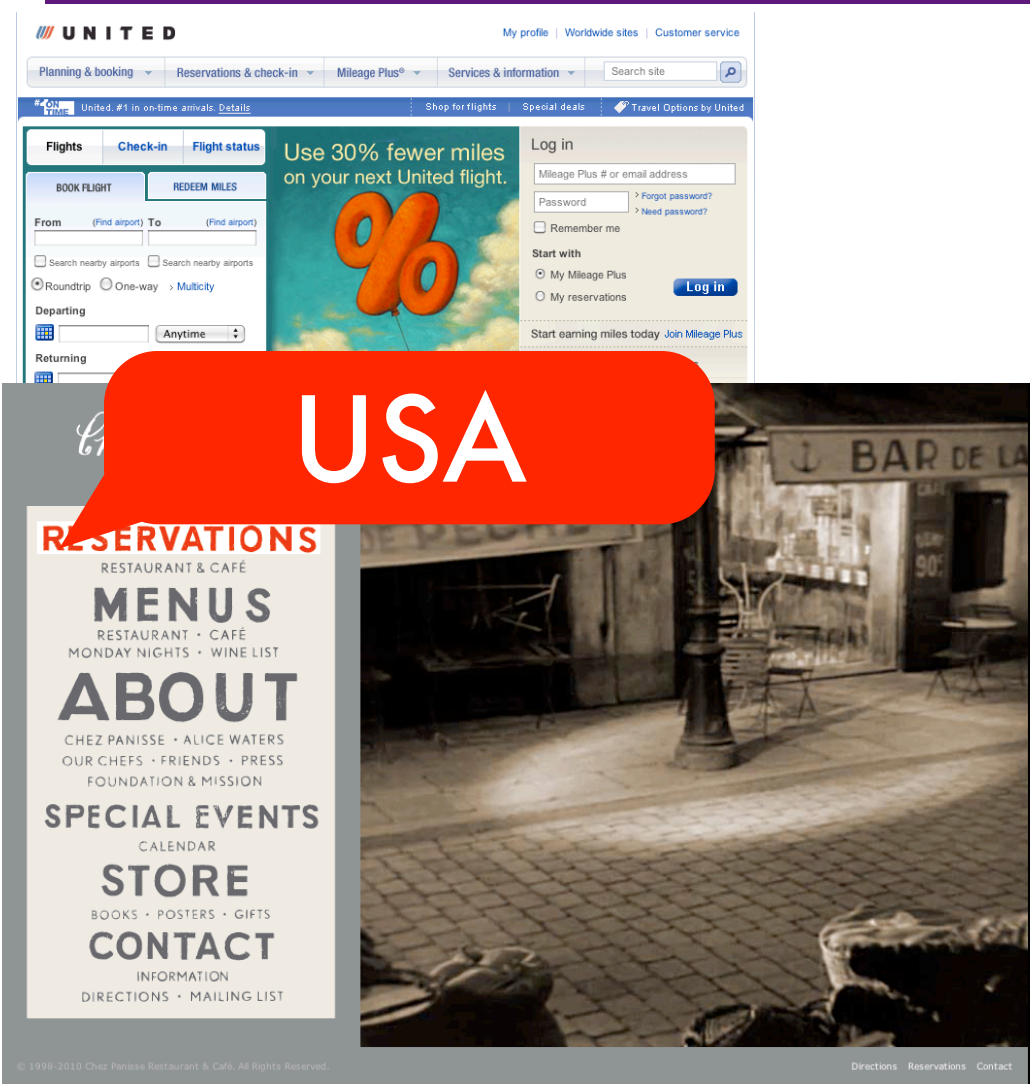 UNITED
My profile | Worldwide sites | Customer service
Planning & booking Reservations & check-in Mileage Plus® Services & information Search site
#1 ON TIME United. #1 in on-time arrivals. Details Shop for flights | Special deals Travel Options by United
Flights Check-in Flight status
BOOK FLIGHT REDEEM MILES
From (Find airport) To (Find airport)
Search nearby airports Search nearby airports
Roundtrip One-way › Multicity
Departing
Anytime
Returning
Use 30% fewer miles
on your next United flight.
%
Log in
Mileage Plus # or email address
Password
› Forgot password?
› Need password?
Remember me
Start with
My Mileage Plus
My reservations
Log in
Start earning miles today Join Mileage Plus
USA
RESERVATIONS
RESTAURANT & CAFÉ
MENUS
RESTAURANT • CAFÉ
MONDAY NIGHTS • WINE LIST
ABOUT
CHEZ PANISSE • ALICE WATERS
OUR CHEFS • FRIENDS • PRESS
FOUNDATION & MISSION
SPECIAL EVENTS
CALENDAR
STORE
BOOKS • POSTERS • GIFTS
CONTACT
INFORMATION
DIRECTIONS • MAILING LIST
BAR DE LA
DE PECHE
90¢
© 1998-2010 Chez Panisse Restaurant & Café. All Rights Reserved.
Directions Reservations Contact